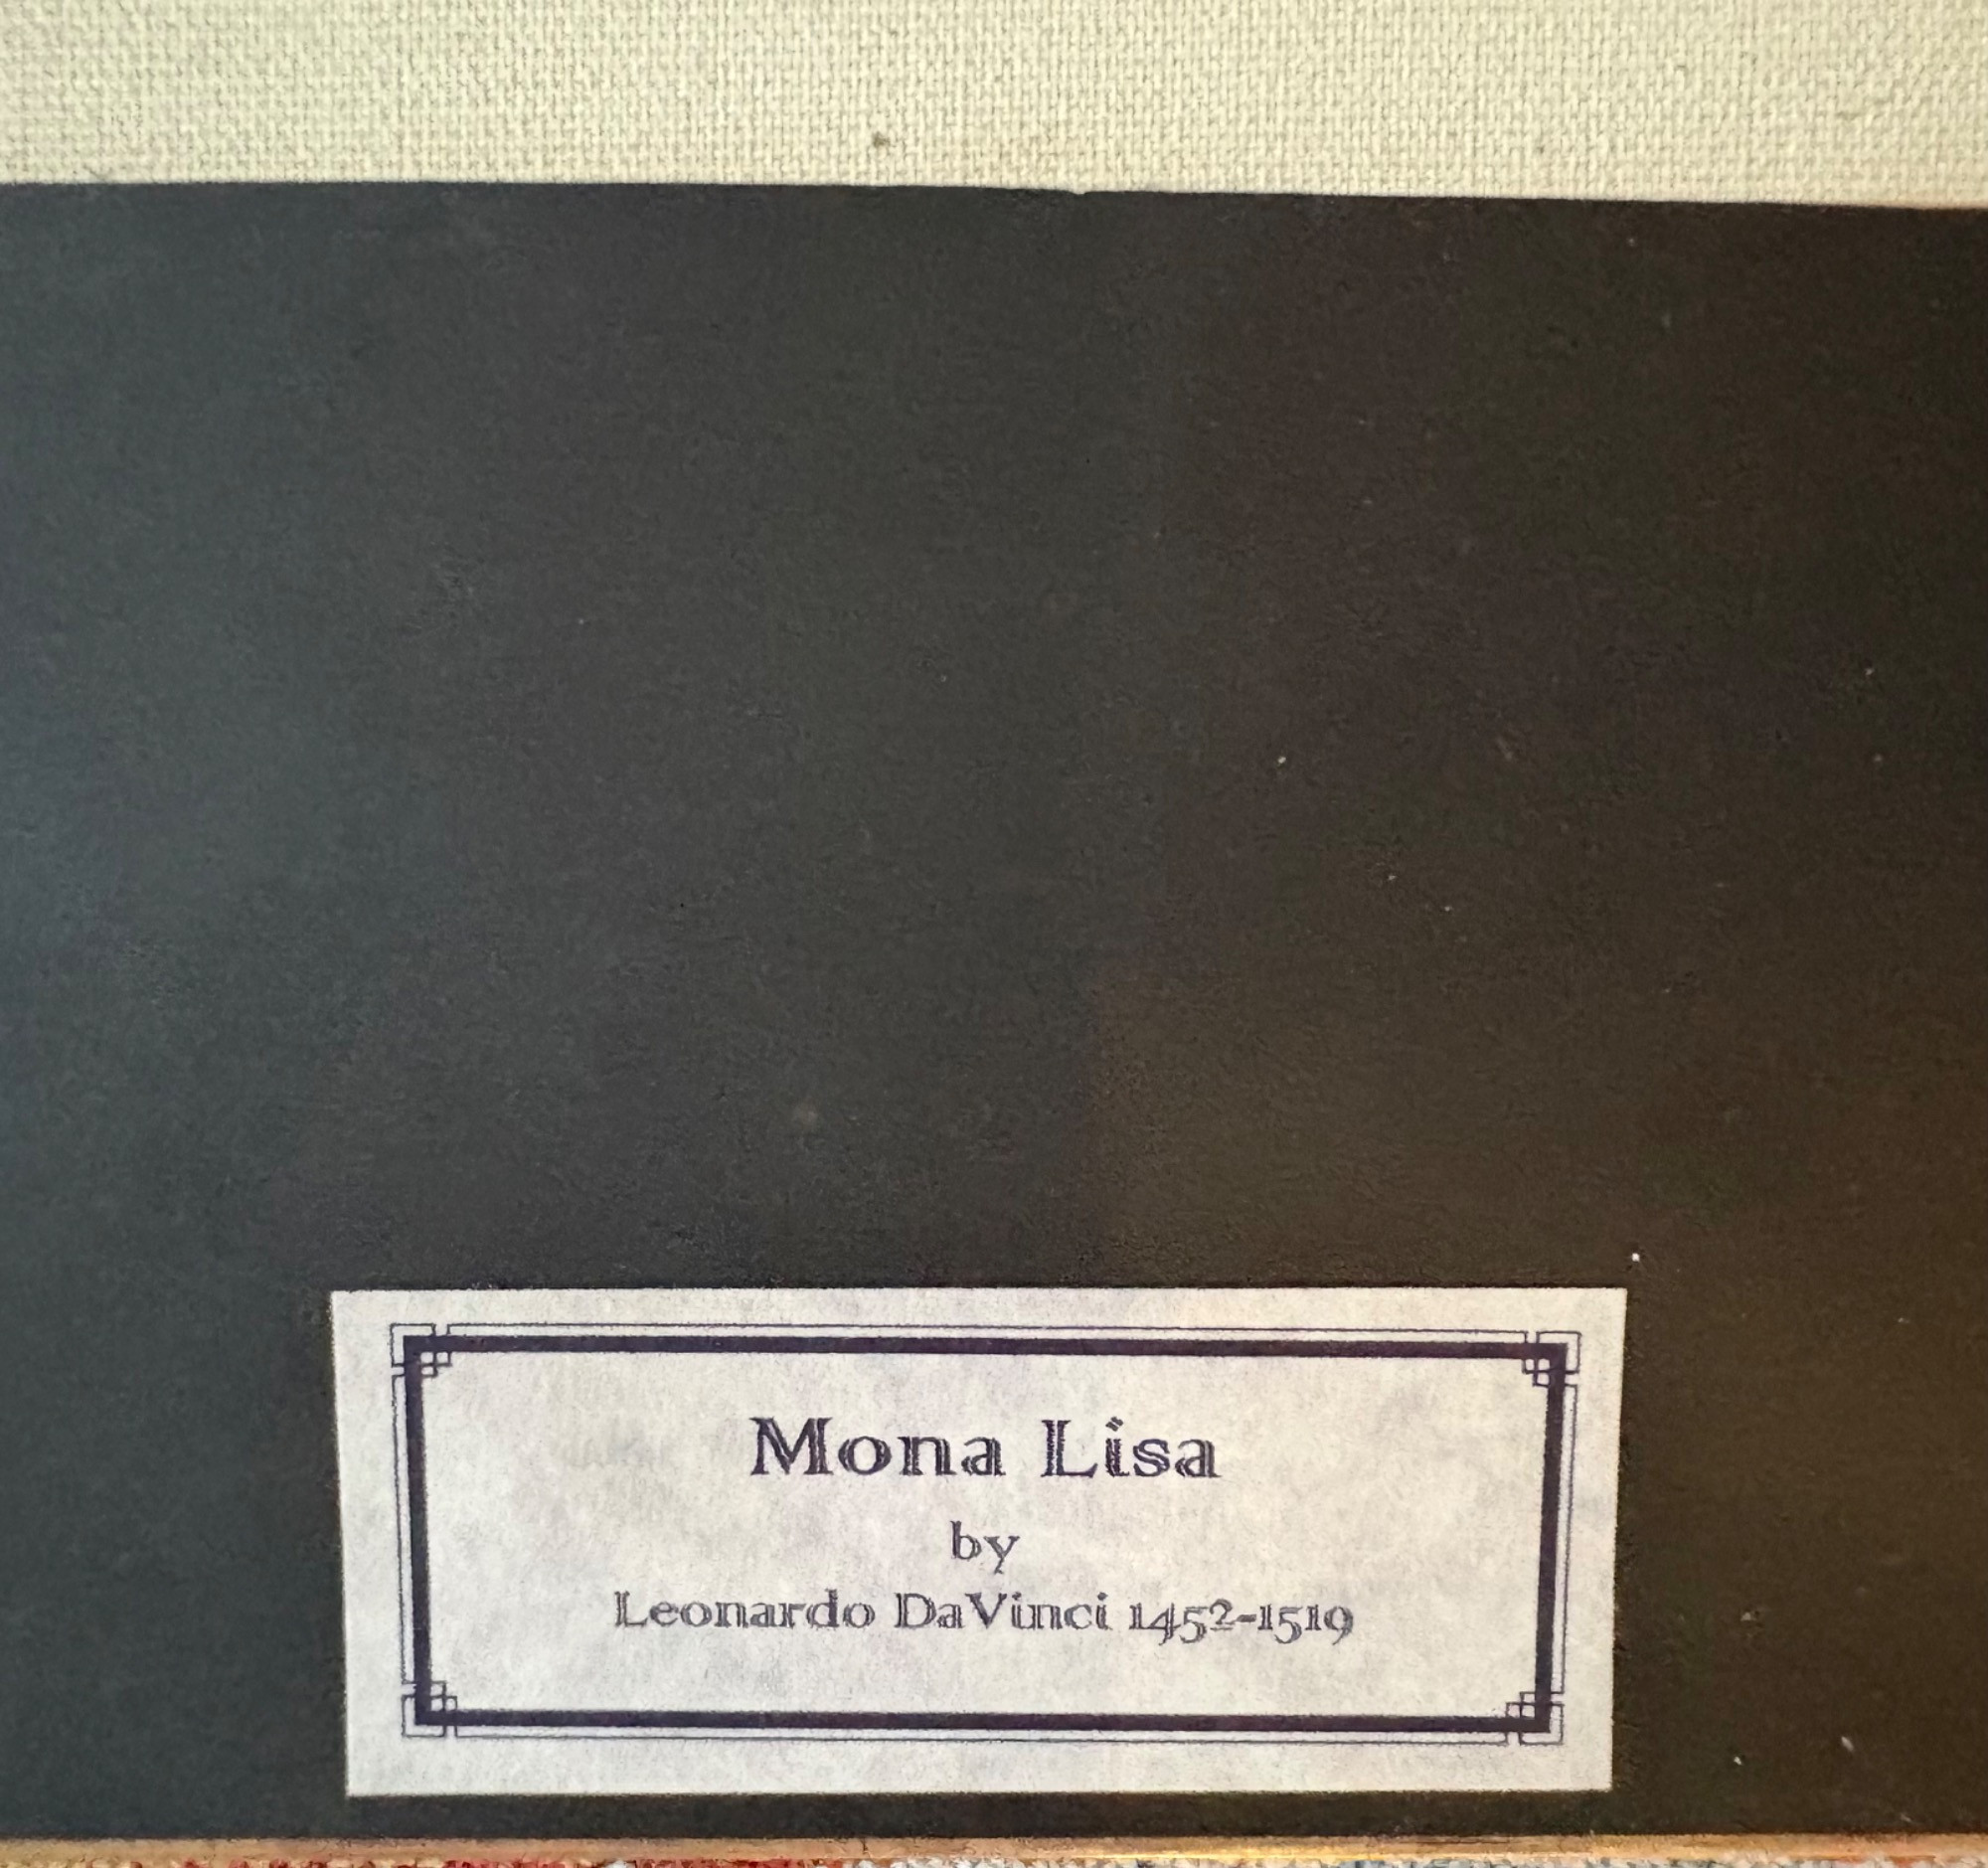 Mona Lisa
by
Leonardo DaVinci 1452-1519